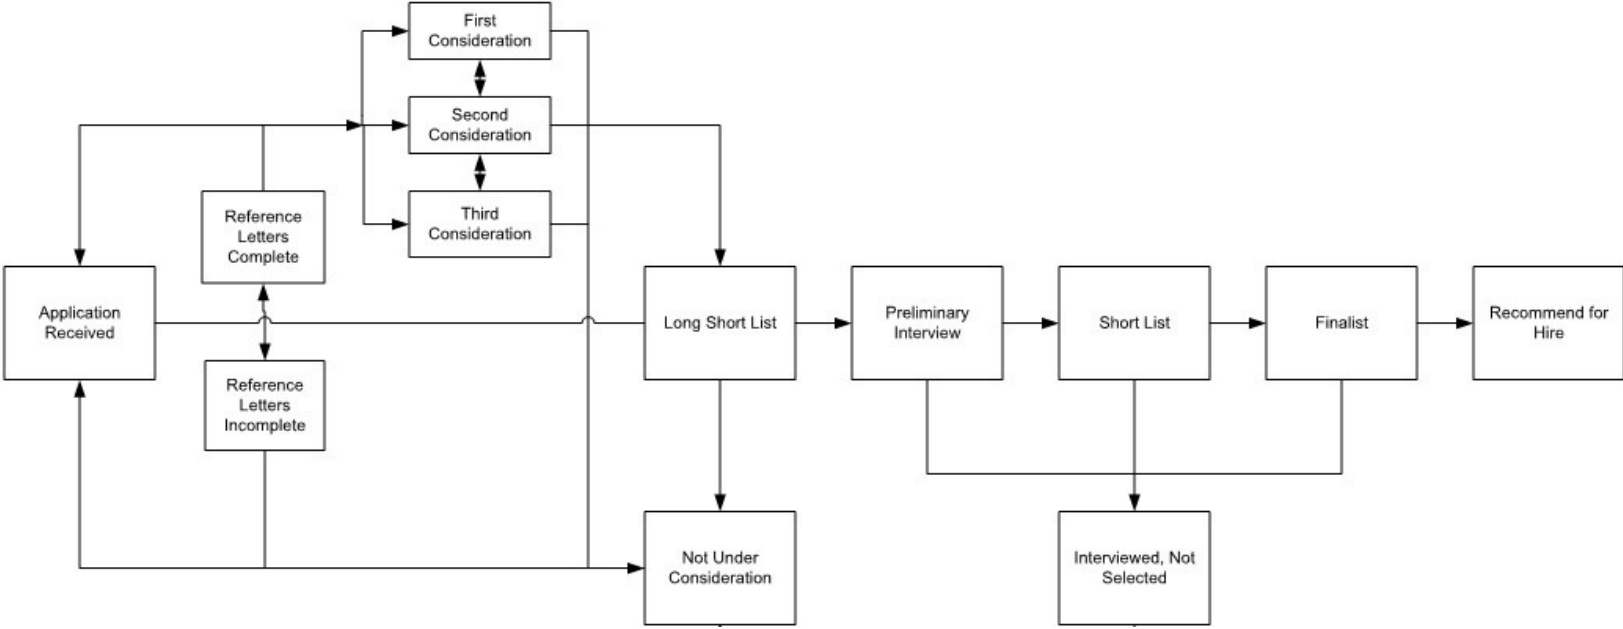 First
Consideration
Second
Consideration
Third
Consideration
Reference
Letters
Complete
Application
Received
Long Short List
Preliminary
Interview
Short List
Finalist
Recommend for
Hire
Reference
Letters
Incomplete
Not Under
Consideration
Interviewed, Not
Selected